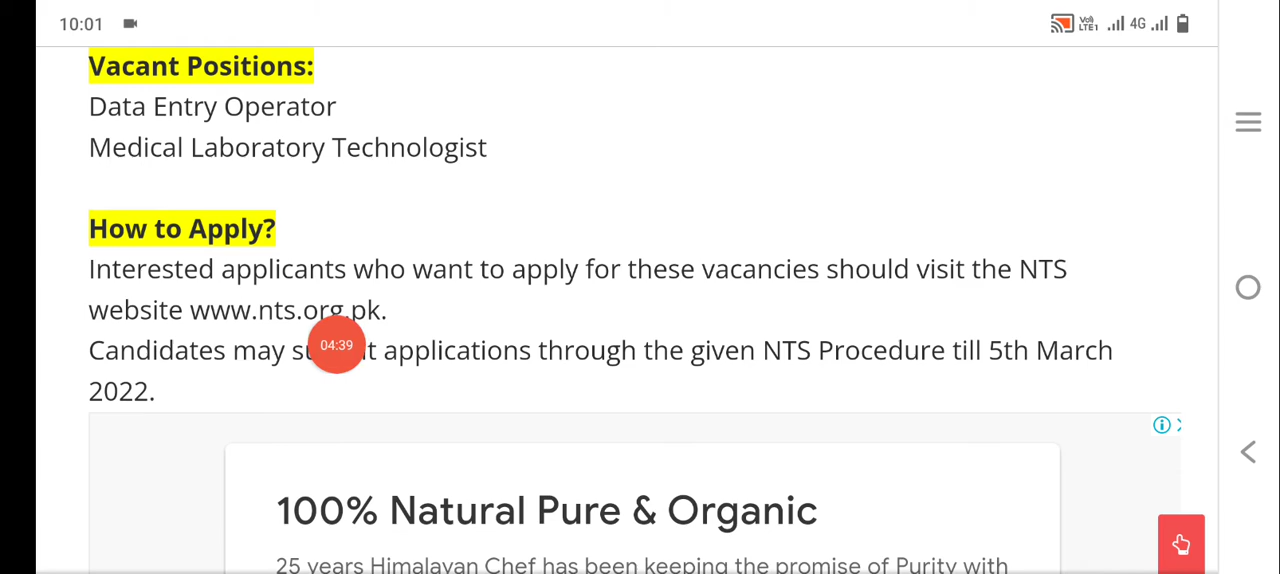 10:01
Vo)) LTE1 4G
Vacant Positions:
Data Entry Operator
Medical Laboratory Technologist
How to Apply?
Interested applicants who want to apply for these vacancies should visit the NTS
website www.nts.org.pk.
Candidates may applications through the given NTS Procedure till 5th March
04:39
2022.
100% Natural Pure & Organic
25 years Himalayan Chef has been keeping the promise of Purity with